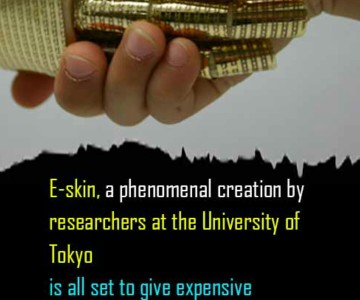 E-skin, a phenomenal creation by
researchers at the University of
Tokyo
is all set to give expensive